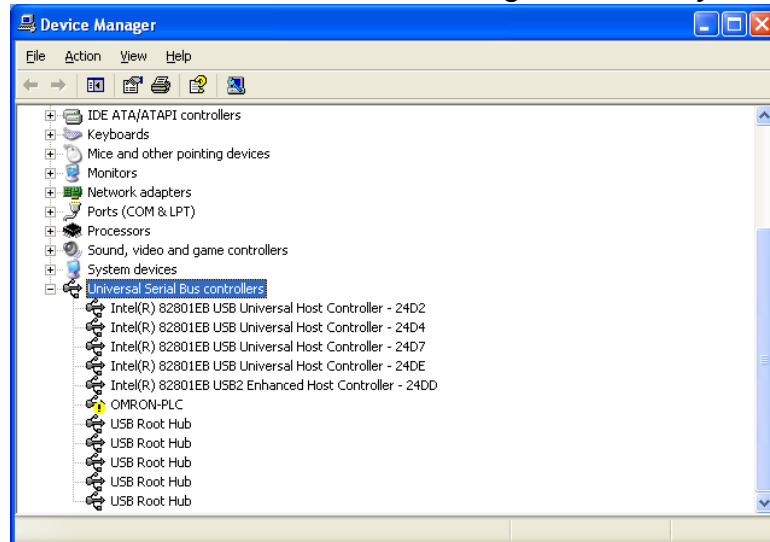 Device Manager
File Action View Help
IDE ATA/ATAPI controllers
Keyboards
Mice and other pointing devices
Monitors
Network adapters
Ports (COM & LPT)
Processors
Sound, video and game controllers
System devices
Universal Serial Bus controllers
Intel(R) 82801EB USB Universal Host Controller - 24D2
Intel(R) 82801EB USB Universal Host Controller - 24D4
Intel(R) 82801EB USB Universal Host Controller - 24D7
Intel(R) 82801EB USB Universal Host Controller - 24DE
Intel(R) 82801EB USB2 Enhanced Host Controller - 24DD
OMRON-PLC
USB Root Hub
USB Root Hub
USB Root Hub
USB Root Hub
USB Root Hub